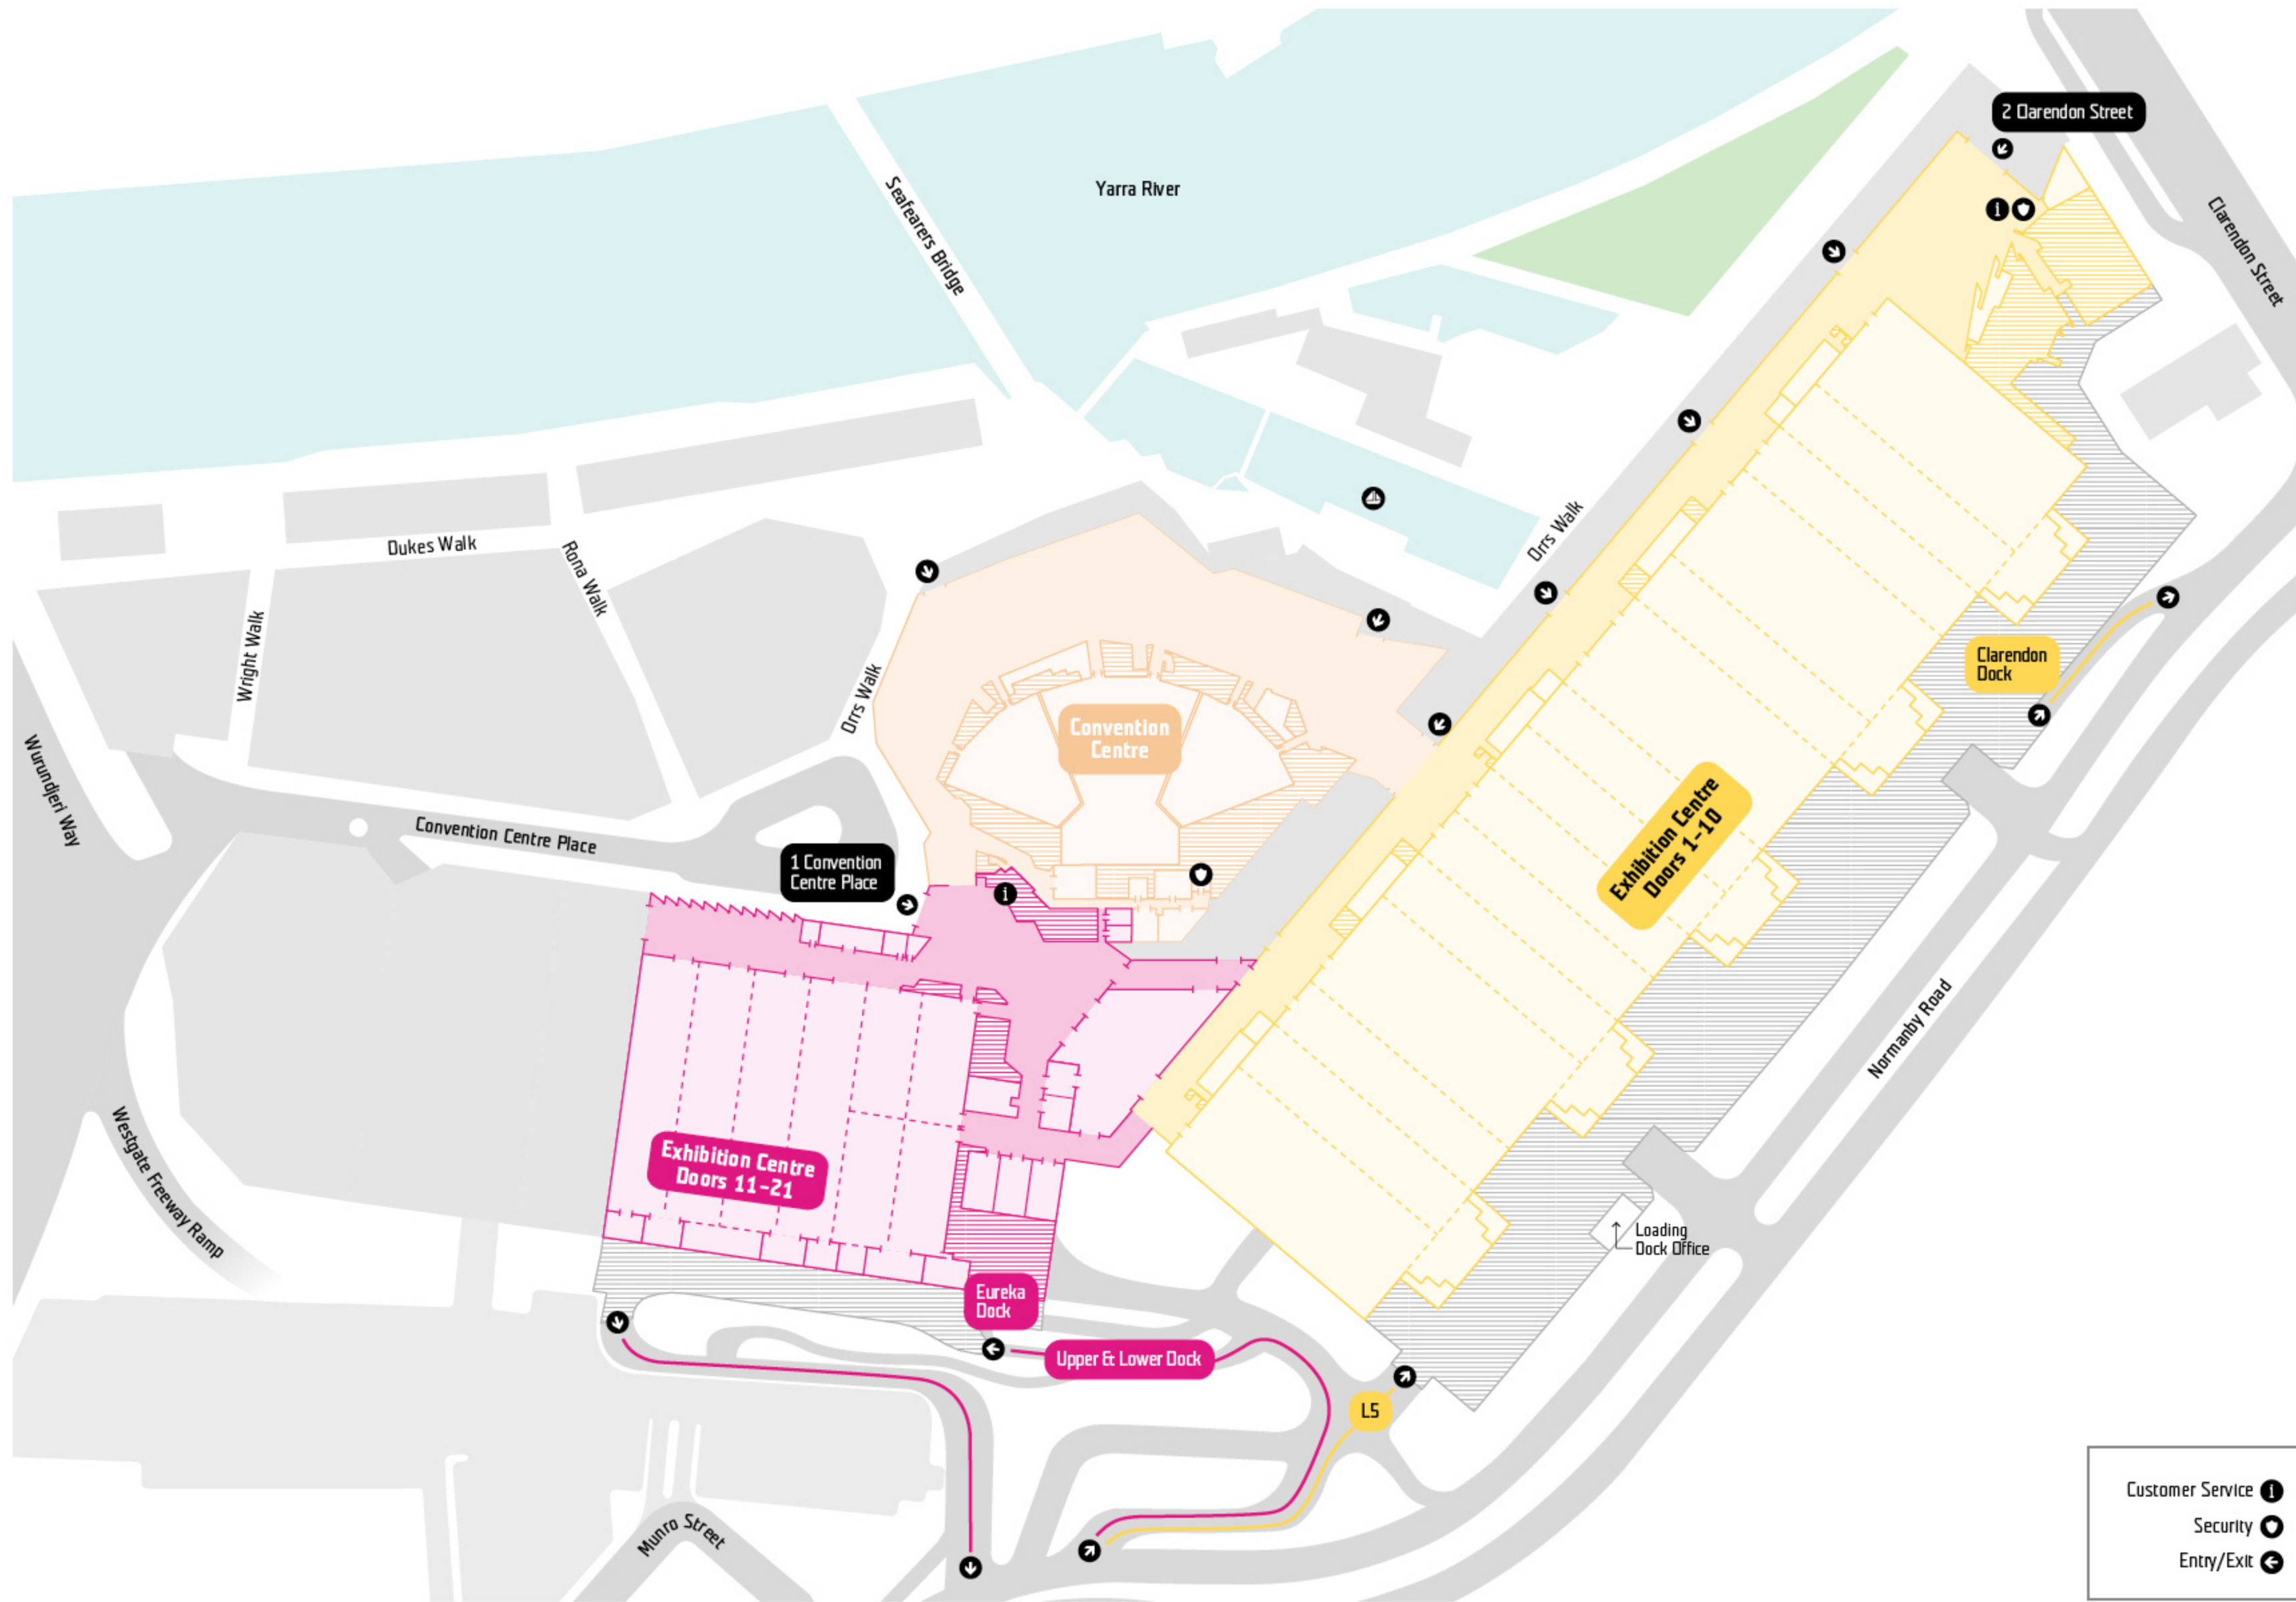 2 Clarendon Street
Yarra River
Seafearers Bridge
Clarendon Street
Orrs Walk
Dukes Walk
Rona Walk
Wright Walk
Orrs Walk
Clarendon
Dock
Convention
Centre
Wurundjeri Way
Exhibition Centre
Doors 1-10
Convention Centre Place
1 Convention
Centre Place
i
i
Normanby Road
Exhibition Centre
Doors 11-21
Westgate Freeway Ramp
Loading
Dock Office
Eureka
Dock
Upper & Lower Dock
L5
Munro Street
Customer Service i
Security
Entry/Exit